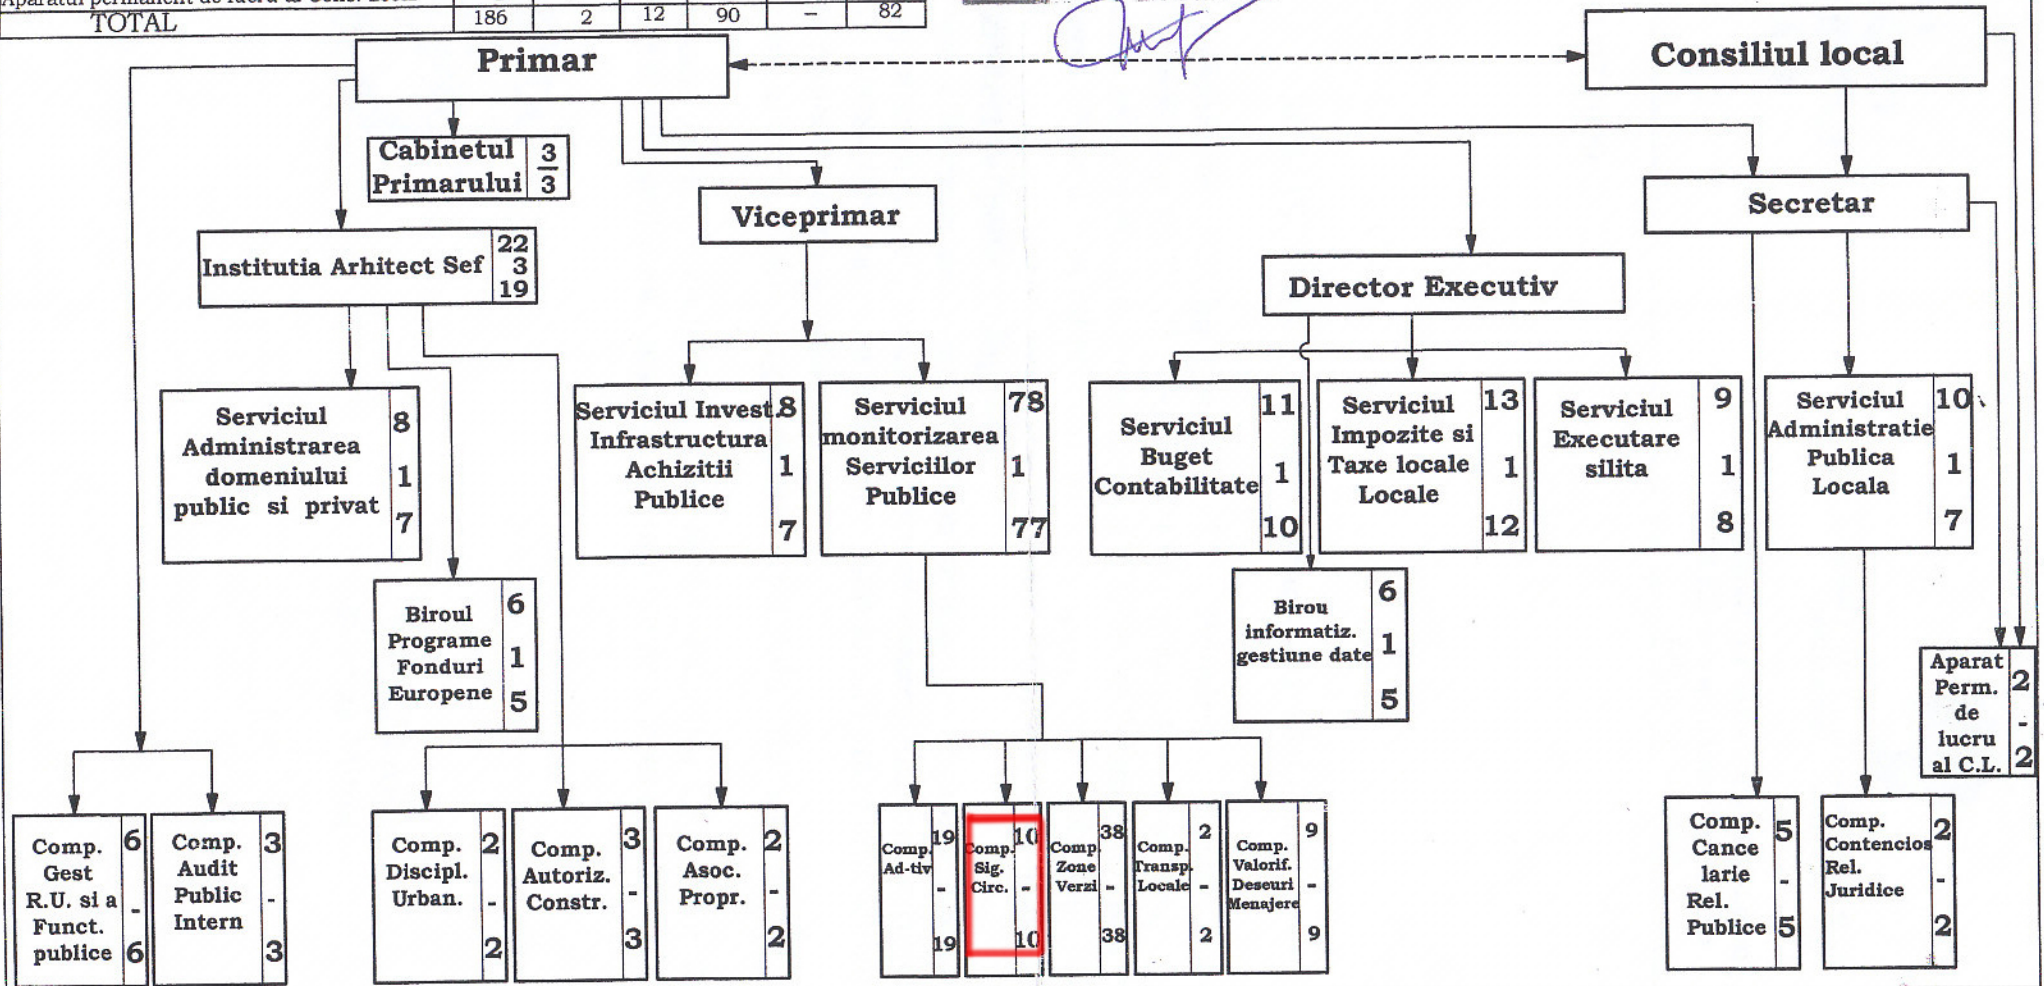 Aparatul permanent de lucru al Cons. Local
TOTAL 186 2 12 90 – 82
Primar
Consiliul local
Cabinetul 3
Primarului 3
Viceprimar
Secretar
Institutia Arhitect Sef 22
3
19
Director Executiv
Serviciul 8
Administrarea
domeniului 1
public si privat
7
Serviciul Invest. 8
Infrastructura
Achizitii 1
Publice
7
Serviciul 78
monitorizarea
Serviciilor 1
Publice
77
Serviciul 11
Buget
Contabilitate 1
10
Serviciul 13
Impozite si
Taxe locale 1
Locale
12
Serviciul 9
Executare
silita 1
8
Serviciul 10
Administratie
Publica 1
Locala
7
Biroul 6
Programe
Fonduri 1
Europene
5
Birou 6
informatiz.
gestiune date 1
5
Aparat
Perm. 2
de
lucru -
al C.L. 2
Comp. 6
Gest
R.U. si a -
Funct.
publice 6
Comp. 3
Audit
Public -
Intern
3
Comp. 2
Discipl.
Urban. -
2
Comp. 3
Autoriz.
Constr. -
3
Comp. 2
Asoc.
Propr. -
2
Comp. 19
Ad-tiv -
19
Comp. 10
Sig.
Circ. -
10
Comp 38
Zone
Verzi -
38
Comp. 2
Transp.
Locale -
2
Comp. 9
Valorif.
Deseuri -
Menajere
9
Comp. 5
Cance
larie -
Rel.
Publice 5
Comp. 2
Contencios
Rel. -
Juridice
2